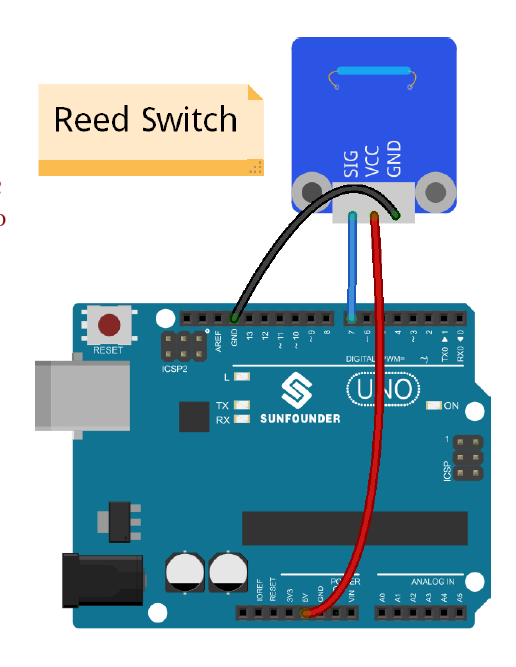 Reed Switch
SIG
VCC
GND
RESET
ICSP2
AREF
GND
13
12
~11
~10
~9
8
7
~6
4
~3
2
TX0 ▶ 1
RX0 ◀ 0
DIGITAL
PWM~
L
TX
RX
SUNFOUNDER
UNO
ON
1
ICSP
IOREF
RESET
3V3
5V
GND
VIN
POWER
ANALOG IN
A0
A1
A2
A3
A4
A5